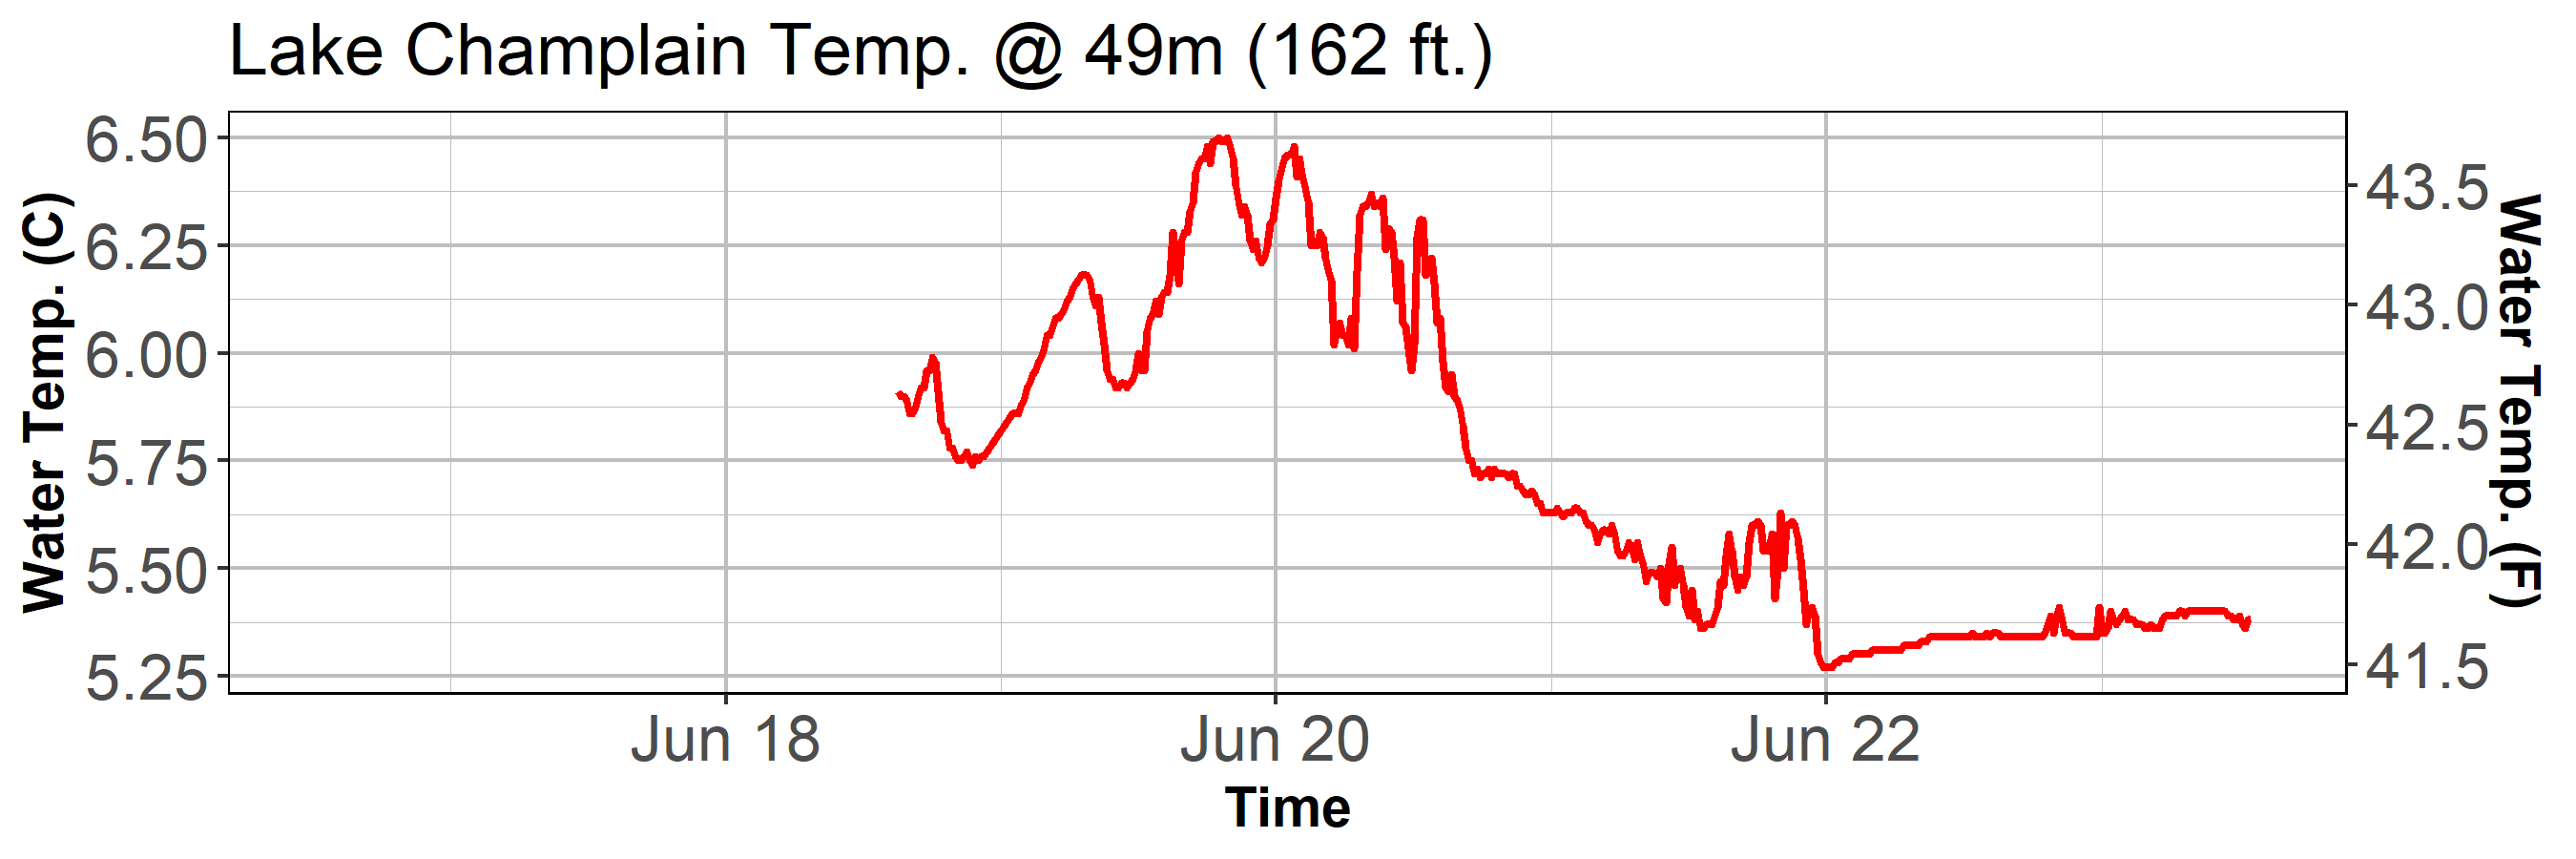 Lake Champlain Temp. @ 49m (162 ft.)
Water Temp. (C)
6.50
6.25
6.00
5.75
5.50
5.25
43.5
43.0
42.5
42.0
41.5
Water Temp. (F)
Jun 18
Jun 20
Jun 22
Time